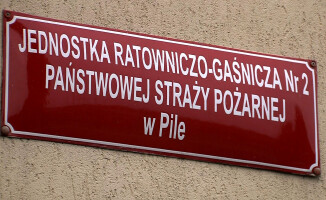 JEDNOSTKA RATOWNICZO-GAŚNICZA Nr 2
PAŃSTWOWEJ STRAŻY POŻARNEJ
w Pile